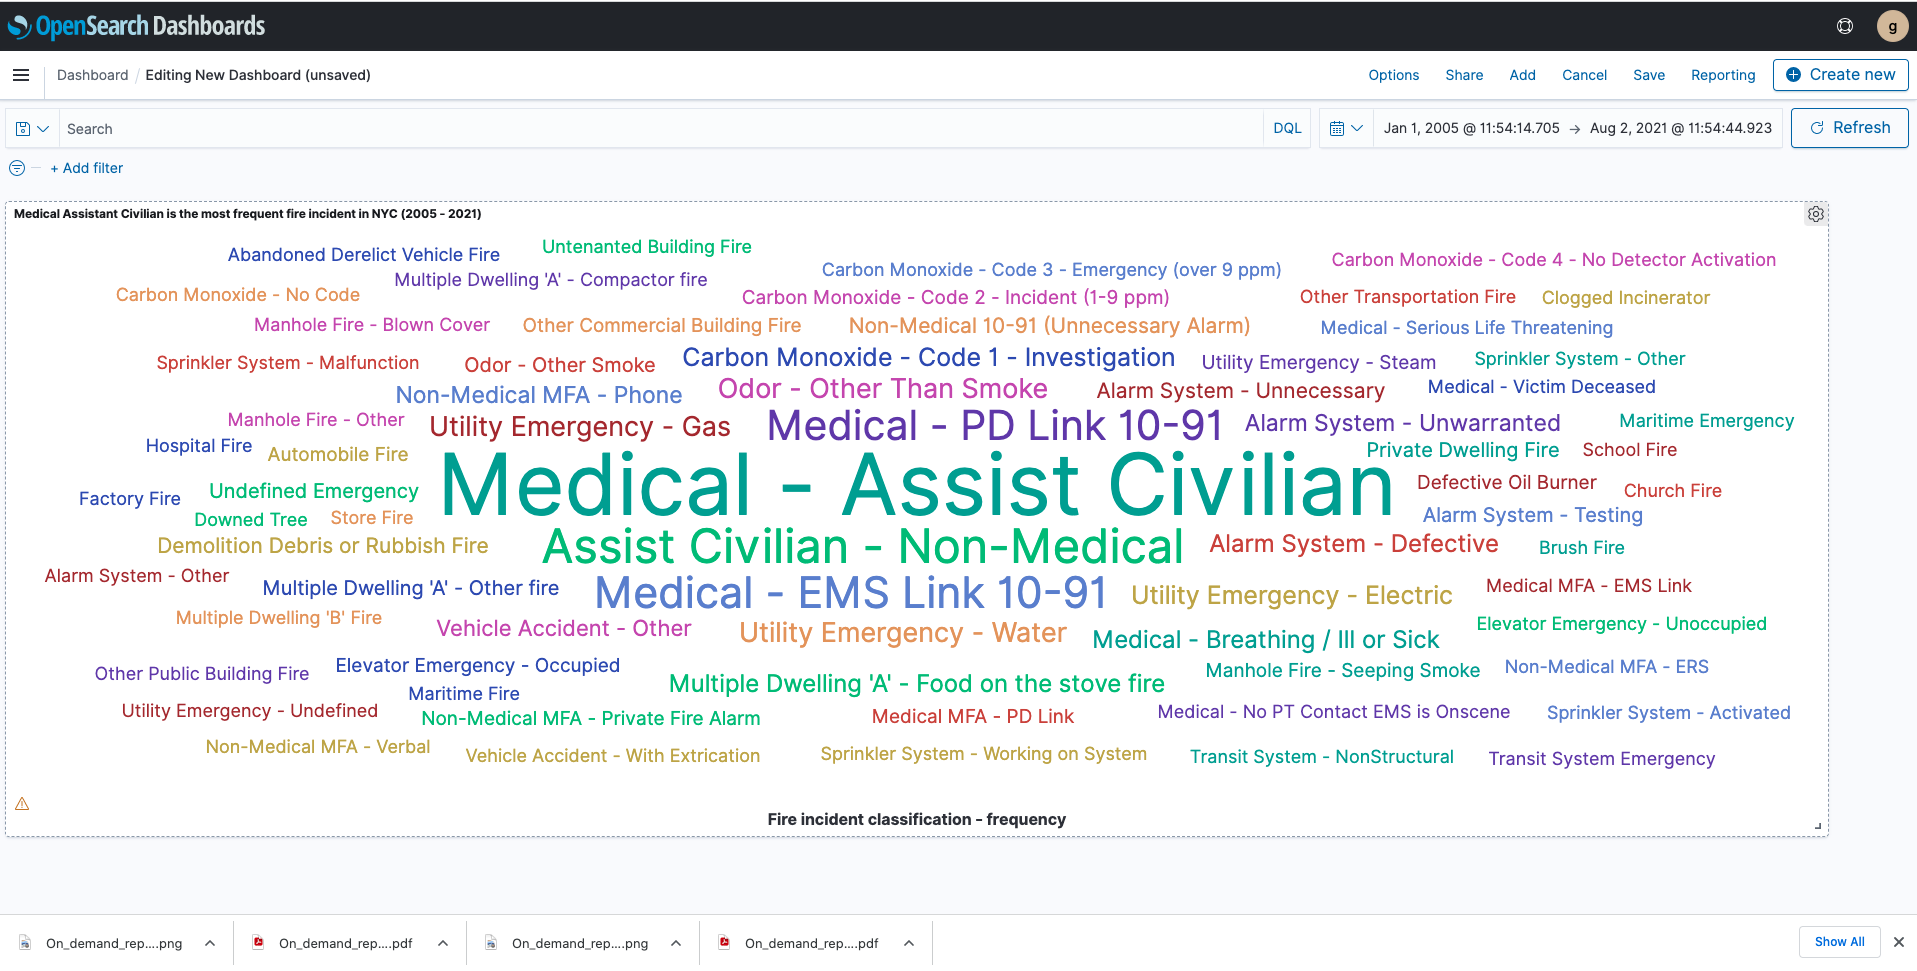 OpenSearch Dashboards
g
Dashboard / Editing New Dashboard (unsaved)
Options Share Add Cancel Save Reporting Create new
Search DQL Jan 1, 2005 @ 11:54:14.705 → Aug 2, 2021 @ 11:54:44.923 Refresh
+ Add filter
Medical Assistant Civilian is the most frequent fire incident in NYC (2005 - 2021)
Untenanted Building Fire
Abandoned Derelict Vehicle Fire
Carbon Monoxide - Code 4 - No Detector Activation
Carbon Monoxide - Code 3 - Emergency (over 9 ppm)
Multiple Dwelling 'A' - Compactor fire
Carbon Monoxide - No Code
Carbon Monoxide - Code 2 - Incident (1-9 ppm)
Other Transportation Fire
Clogged Incinerator
Manhole Fire - Blown Cover
Other Commercial Building Fire
Non-Medical 10-91 (Unnecessary Alarm)
Medical - Serious Life Threatening
Sprinkler System - Malfunction
Odor - Other Smoke
Carbon Monoxide - Code 1 - Investigation
Utility Emergency - Steam
Sprinkler System - Other
Non-Medical MFA - Phone
Odor - Other Than Smoke
Alarm System - Unnecessary
Medical - Victim Deceased
Manhole Fire - Other
Utility Emergency - Gas
Medical - PD Link 10-91
Alarm System - Unwarranted
Maritime Emergency
Hospital Fire
Automobile Fire
Private Dwelling Fire
School Fire
Medical - Assist Civilian
Factory Fire
Undefined Emergency
Defective Oil Burner
Church Fire
Downed Tree
Store Fire
Alarm System - Testing
Demolition Debris or Rubbish Fire
Assist Civilian - Non-Medical
Alarm System - Defective
Brush Fire
Alarm System - Other
Multiple Dwelling 'A' - Other fire
Medical - EMS Link 10-91
Utility Emergency - Electric
Medical MFA - EMS Link
Multiple Dwelling 'B' Fire
Vehicle Accident - Other
Utility Emergency - Water
Medical - Breathing / Ill or Sick
Elevator Emergency - Unoccupied
Other Public Building Fire
Elevator Emergency - Occupied
Manhole Fire - Seeping Smoke
Non-Medical MFA - ERS
Maritime Fire
Multiple Dwelling 'A' - Food on the stove fire
Utility Emergency - Undefined
Non-Medical MFA - Private Fire Alarm
Medical MFA - PD Link
Medical - No PT Contact EMS is Onscene
Sprinkler System - Activated
Non-Medical MFA - Verbal
Vehicle Accident - With Extrication
Sprinkler System - Working on System
Transit System - NonStructural
Transit System Emergency
Fire incident classification - frequency
On_demand_rep....png On_demand_rep....pdf On_demand_rep....png On_demand_rep....pdf Show All